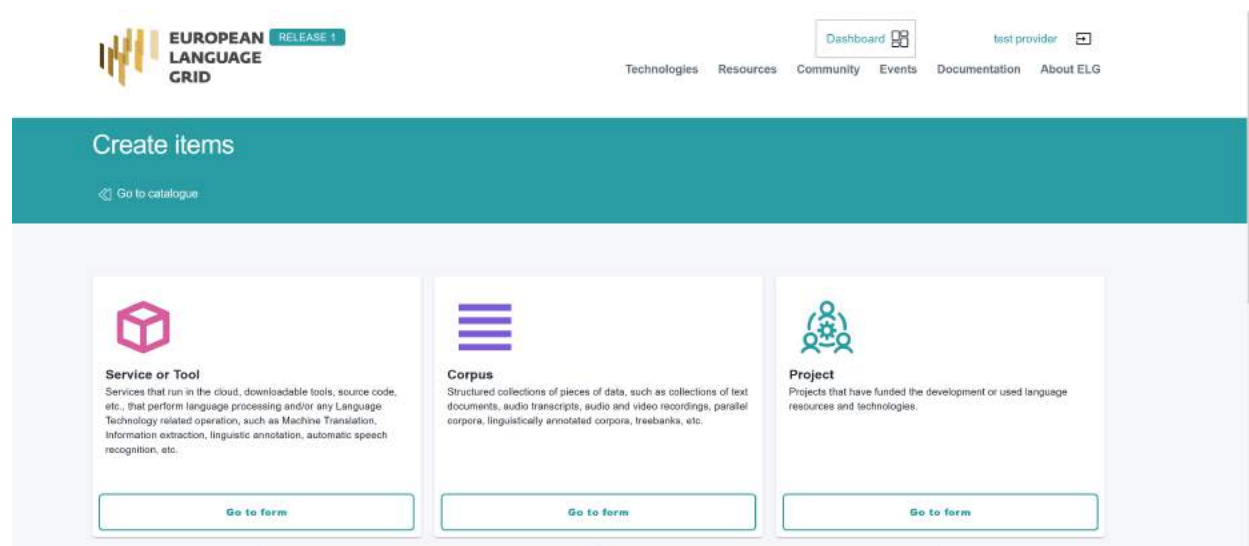 EUROPEAN RELEASE 1
LANGUAGE
GRID
Dashboard
test provider
Technologies Resources Community Events Documentation About ELG
Create items
Go to catalogue
Service or Tool
Services that run in the cloud, downloadable tools, source code,
etc., that perform language processing and/or any Language
Technology related operation, such as Machine Translation,
Information extraction, linguistic annotation, automatic speech
recognition, etc.
Go to form
Corpus
Structured collections of pieces of data, such as collections of text
documents, audio transcripts, audio and video recordings, parallel
corpora, linguistically annotated corpora, treebanks, etc.
Go to form
Project
Projects that have funded the development or used language
resources and technologies.
Go to form